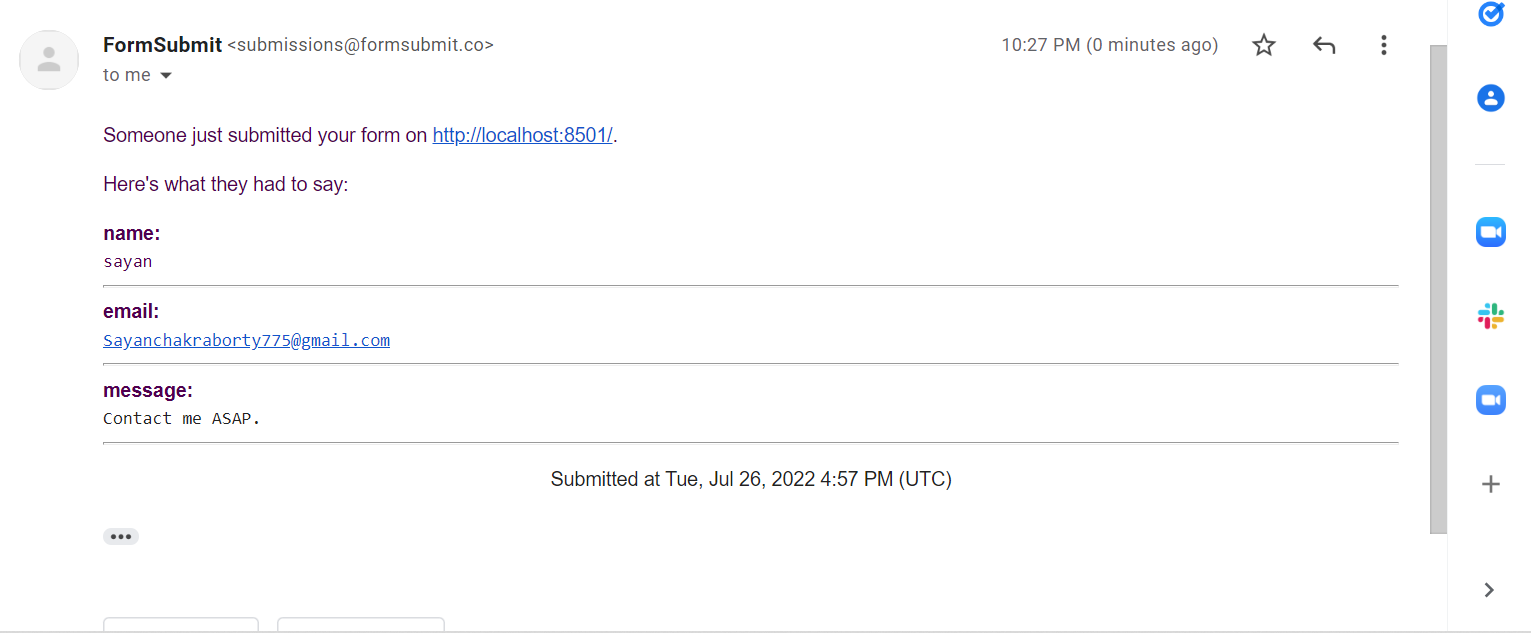 FormSubmit <submissions@formsubmit.co> 10:27 PM (0 minutes ago)
to me
Someone just submitted your form on http://localhost:8501/.
Here's what they had to say:
name:
sayan
email:
Sayanchakraborty775@gmail.com
message:
Contact me ASAP.
Submitted at Tue, Jul 26, 2022 4:57 PM (UTC)